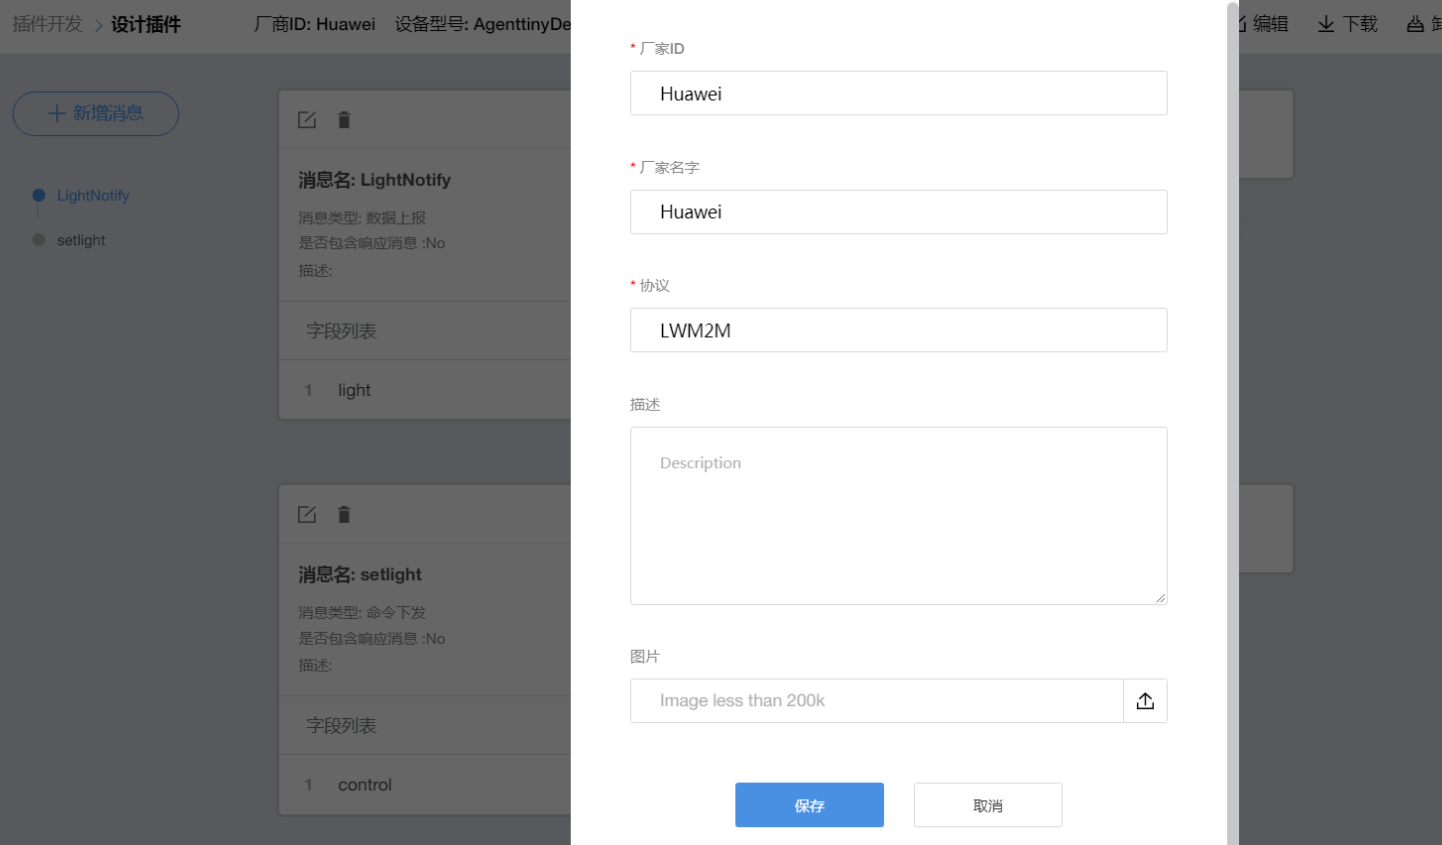 插件开发 > 设计插件 厂商ID: Huawei 设备型号: AgenttinyDe
编辑 下载
新增消息
LightNotify
setlight
消息名: LightNotify
消息类型: 数据上报
是否包含响应消息 :No
描述:
字段列表
1 light
消息名: setlight
消息类型: 命令下发
是否包含响应消息 :No
描述:
字段列表
1 control
* 厂家ID
Huawei
* 厂家名字
Huawei
* 协议
LWM2M
描述
Description
图片
Image less than 200k
保存 取消